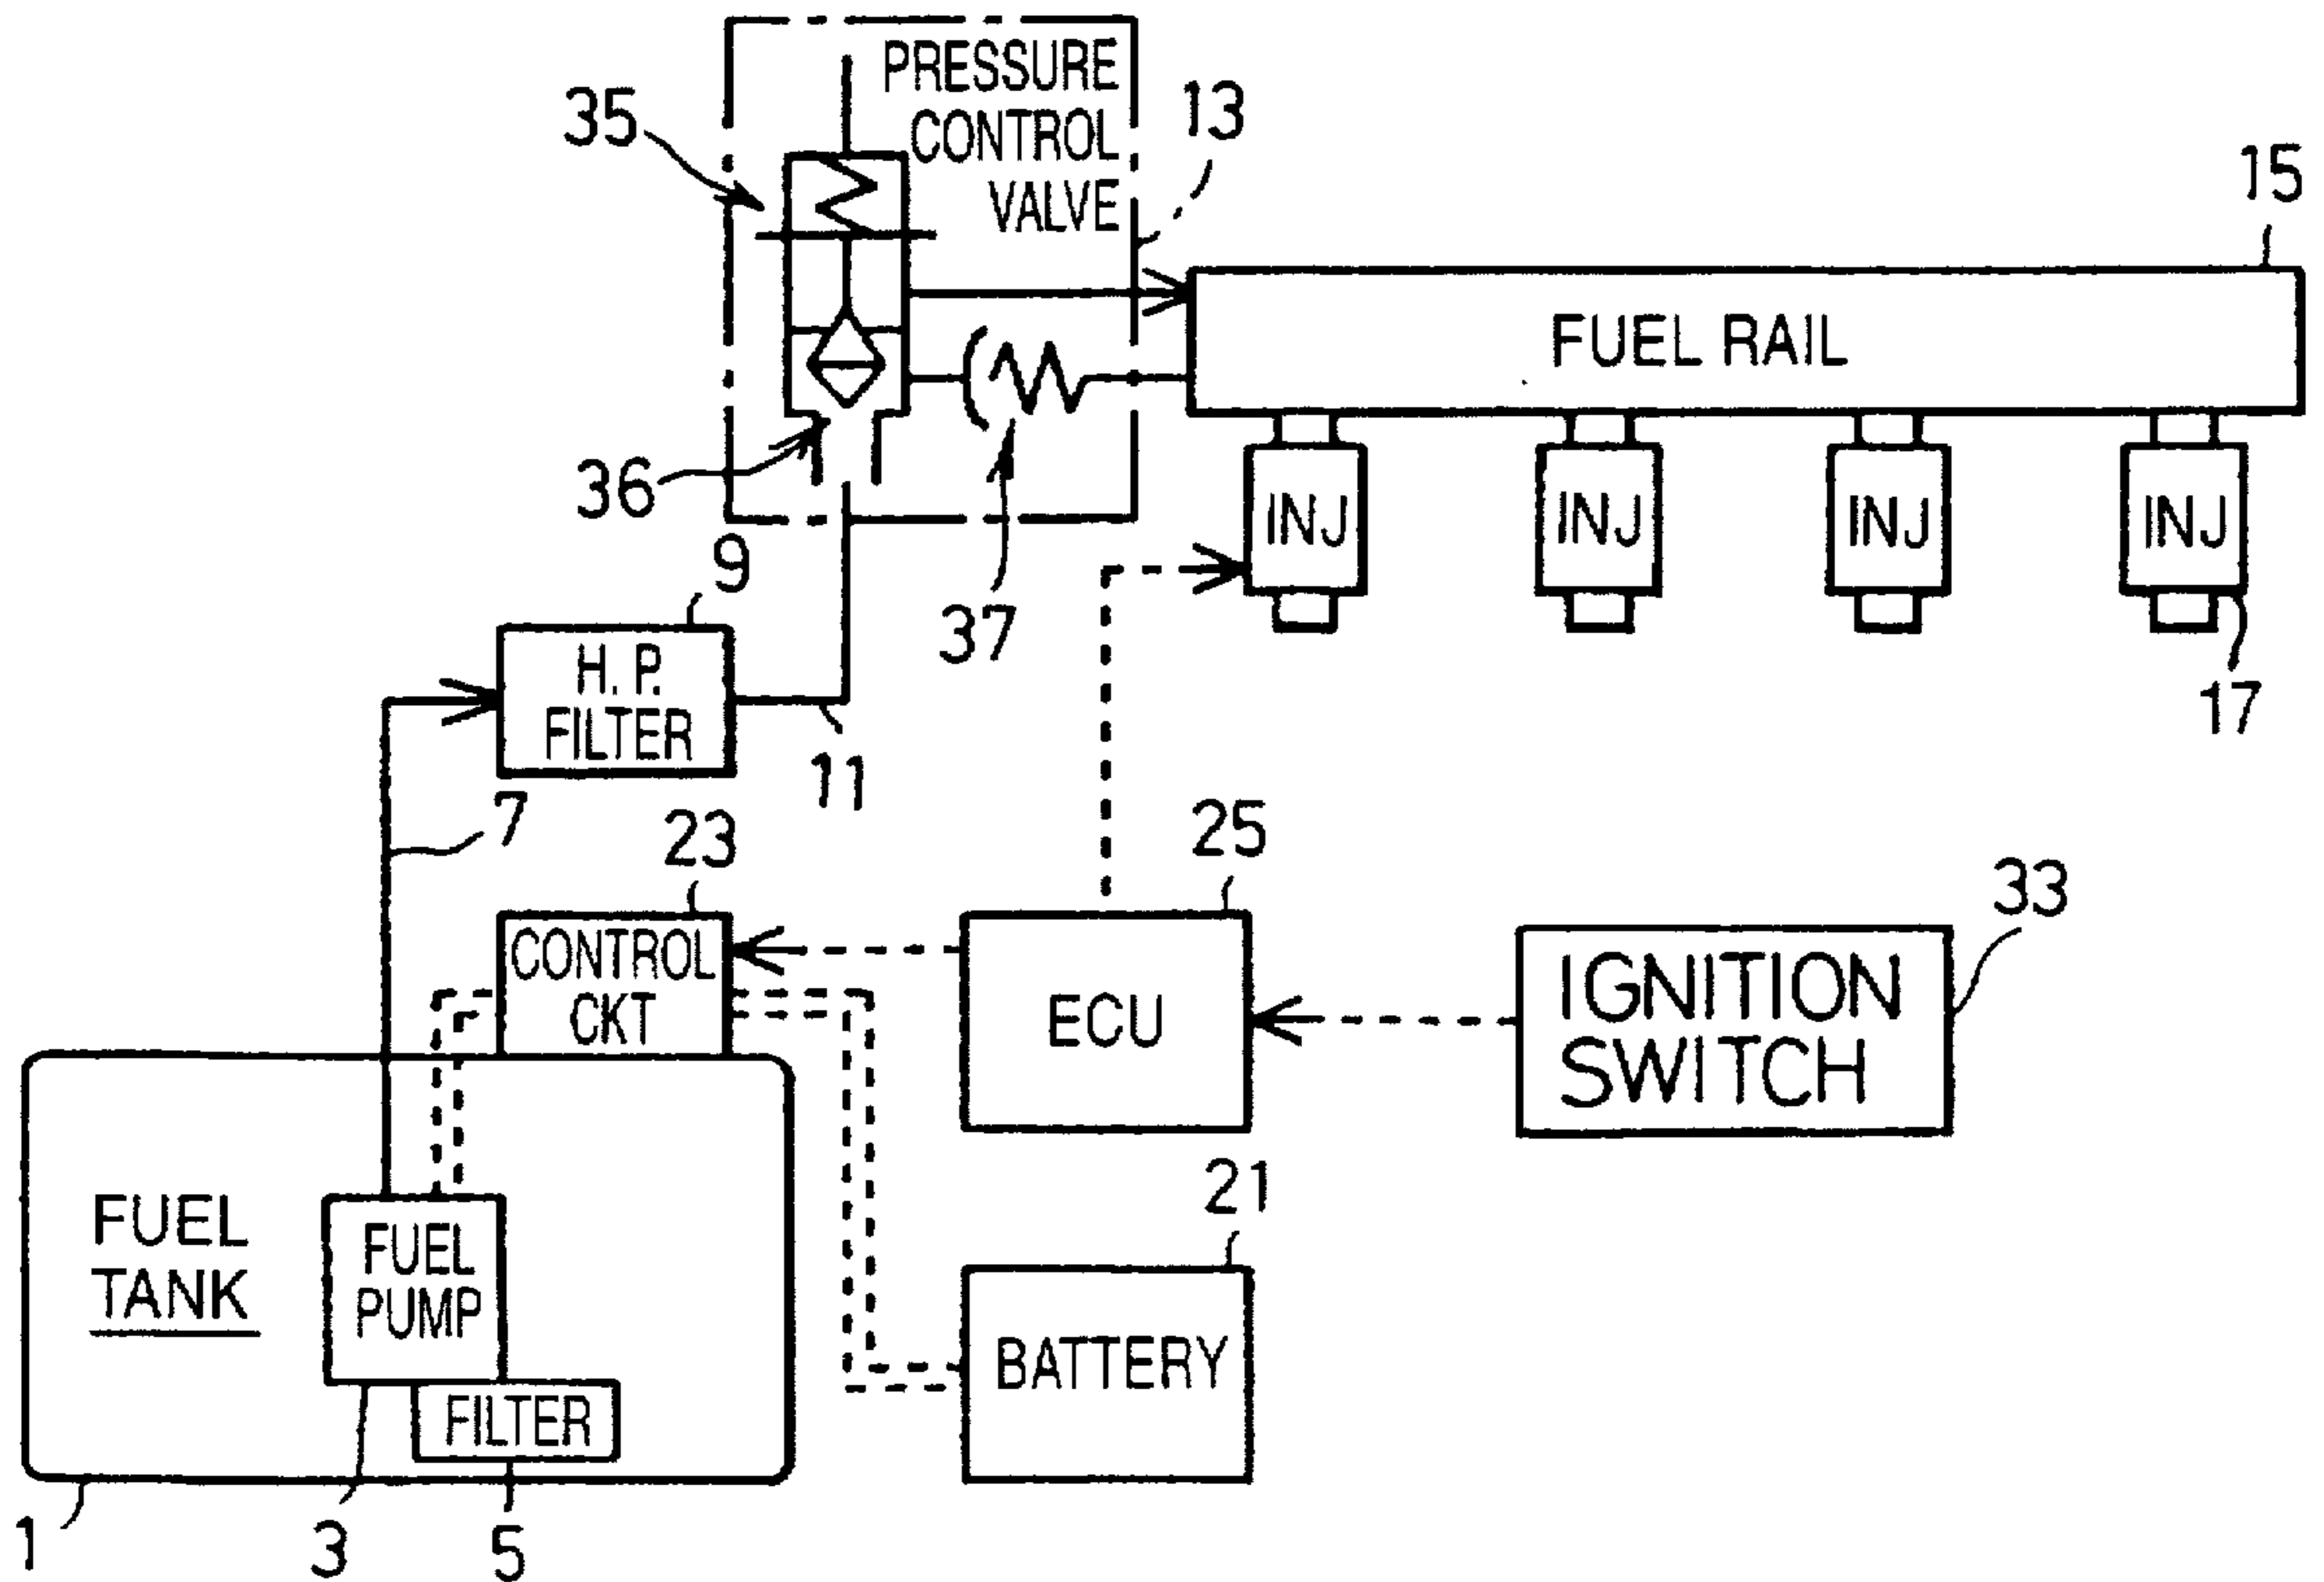 PRESSURE
CONTROL
VALVE
35
13
15
FUEL RAIL
36
INJ
INJ
INJ
INJ
9
37
H. P.
FILTER
17
11
7
23
25
33
CONTROL
CKT
ECU
IGNITION
SWITCH
21
FUEL
TANK
FUEL
PUMP
BATTERY
FILTER
1
3
5